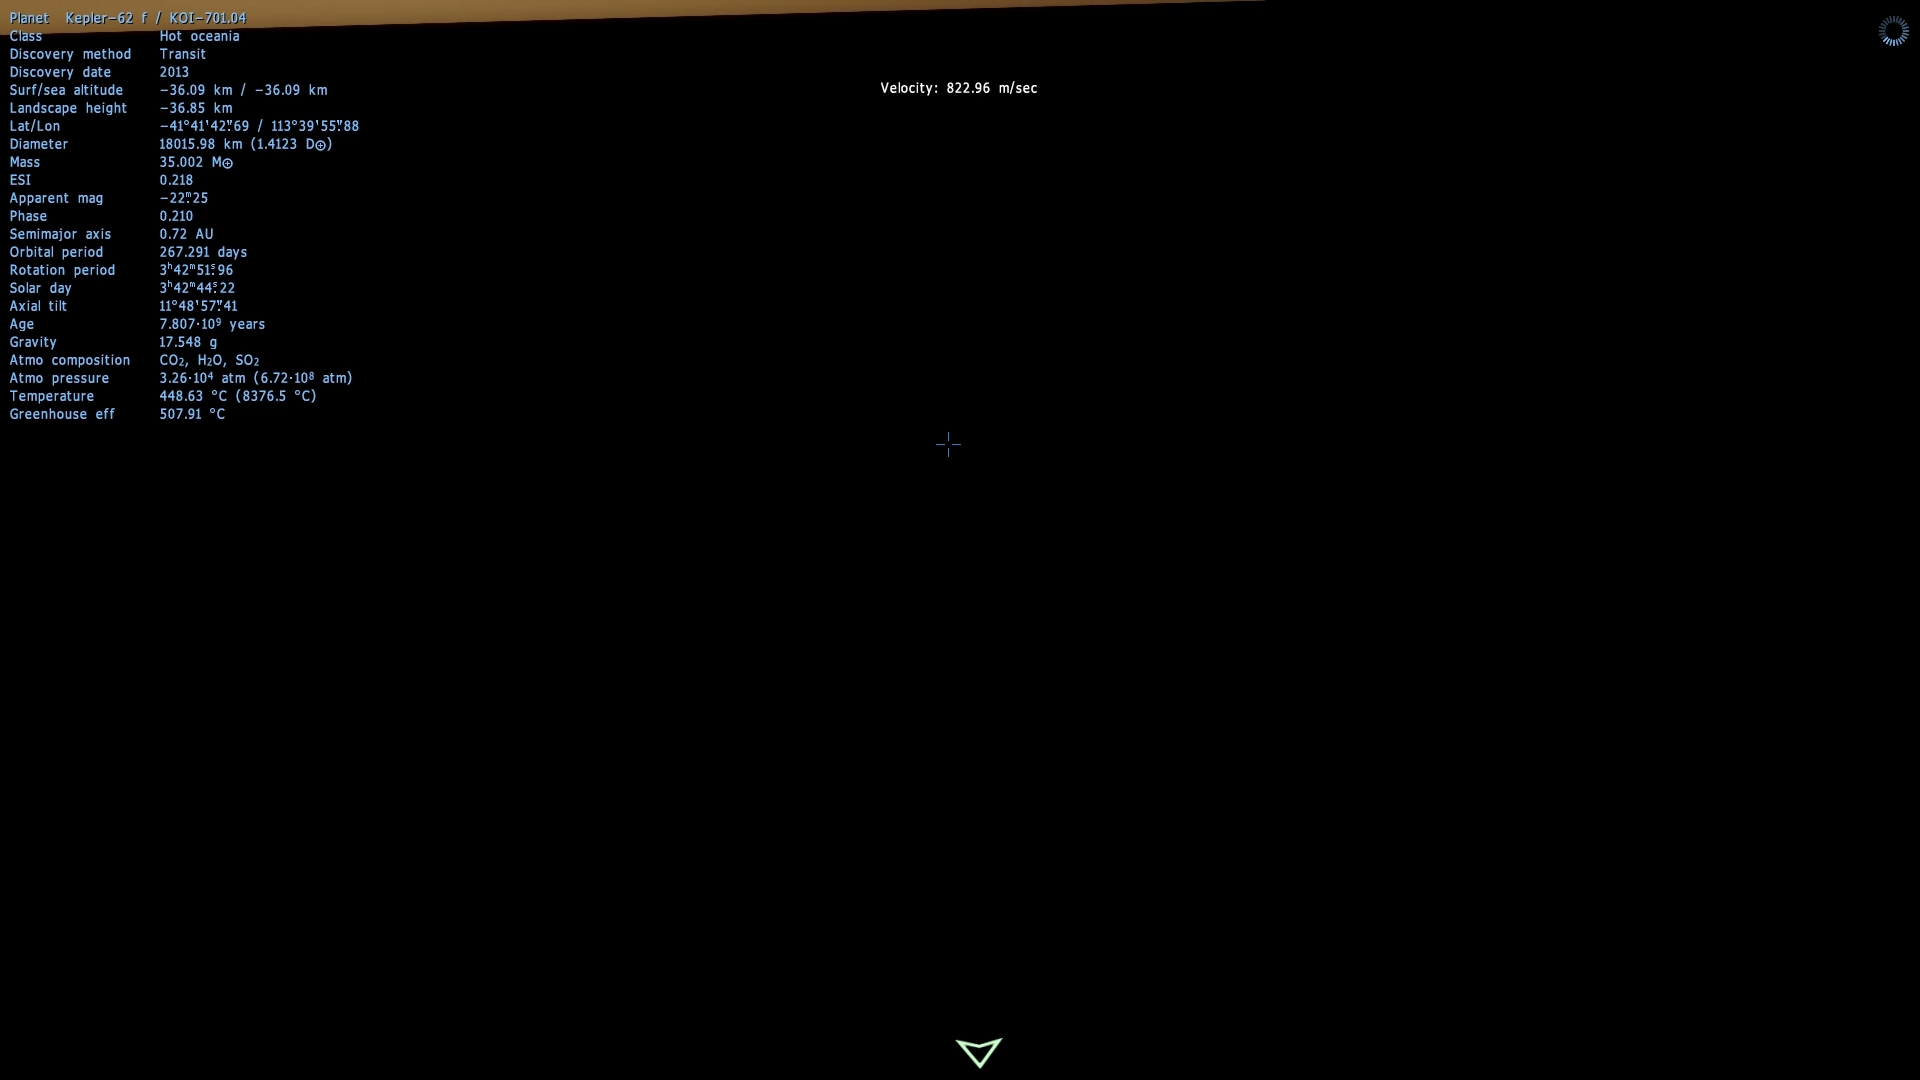 Planet Kepler-62 f / KOI-701.04
Class Hot oceania
Discovery method Transit
Discovery date 2013
Surf/sea altitude -36.09 km / -36.09 km
Landscape height -36.85 km
Lat/Lon -41°41'42"69 / 113°39'55"88
Diameter 18015.98 km (1.4123 D⊕)
Mass 35.002 M⊕
ESI 0.218
Apparent mag -22ᵐ25
Phase 0.210
Semimajor axis 0.72 AU
Orbital period 267.291 days
Rotation period 3ʰ42ᵐ51ˢ.96
Solar day 3ʰ42ᵐ44ˢ.22
Axial tilt 11°48'57"41
Age 7.807·10⁹ years
Gravity 17.548 g
Atmo composition CO₂, H₂O, SO₂
Atmo pressure 3.26·10⁴ atm (6.72·10⁸ atm)
Temperature 448.63 °C (8376.5 °C)
Greenhouse eff 507.91 °C
Velocity: 822.96 m/sec